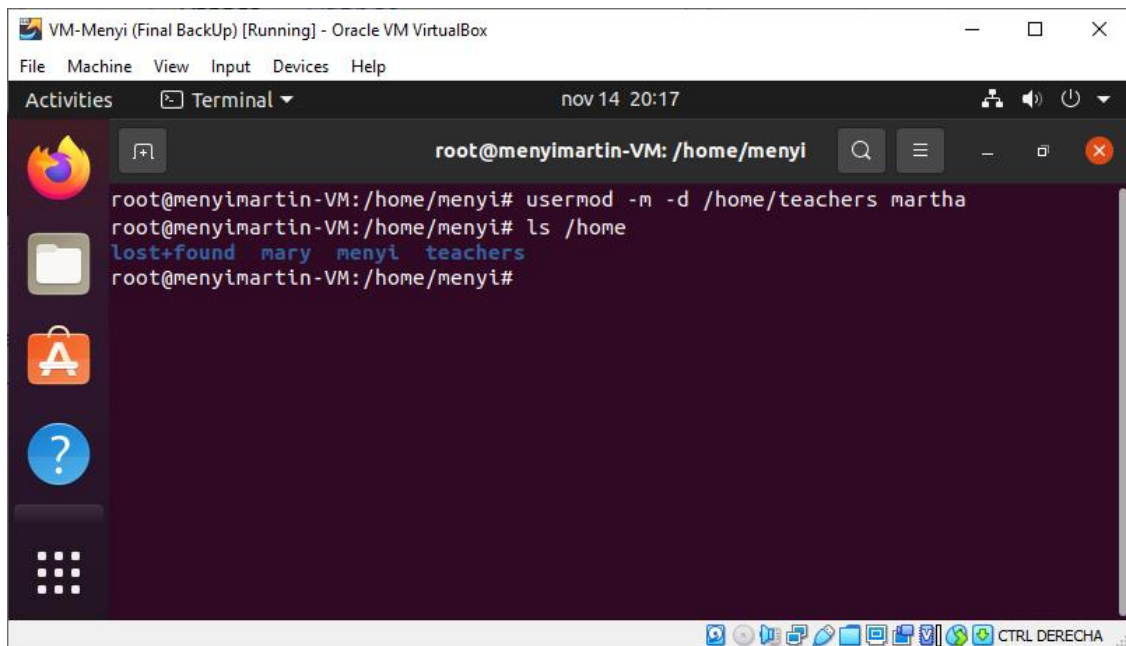 VM-Menyi (Final BackUp) [Running] - Oracle VM VirtualBox
File Machine View Input Devices Help
Activities Terminal nov 14 20:17
root@menyimartin-VM: /home/menyi
root@menyimartin-VM:/home/menyi# usermod -m -d /home/teachers martha
root@menyimartin-VM:/home/menyi# ls /home
lost+found mary menyi teachers
root@menyimartin-VM:/home/menyi#
CTRL DERECHA